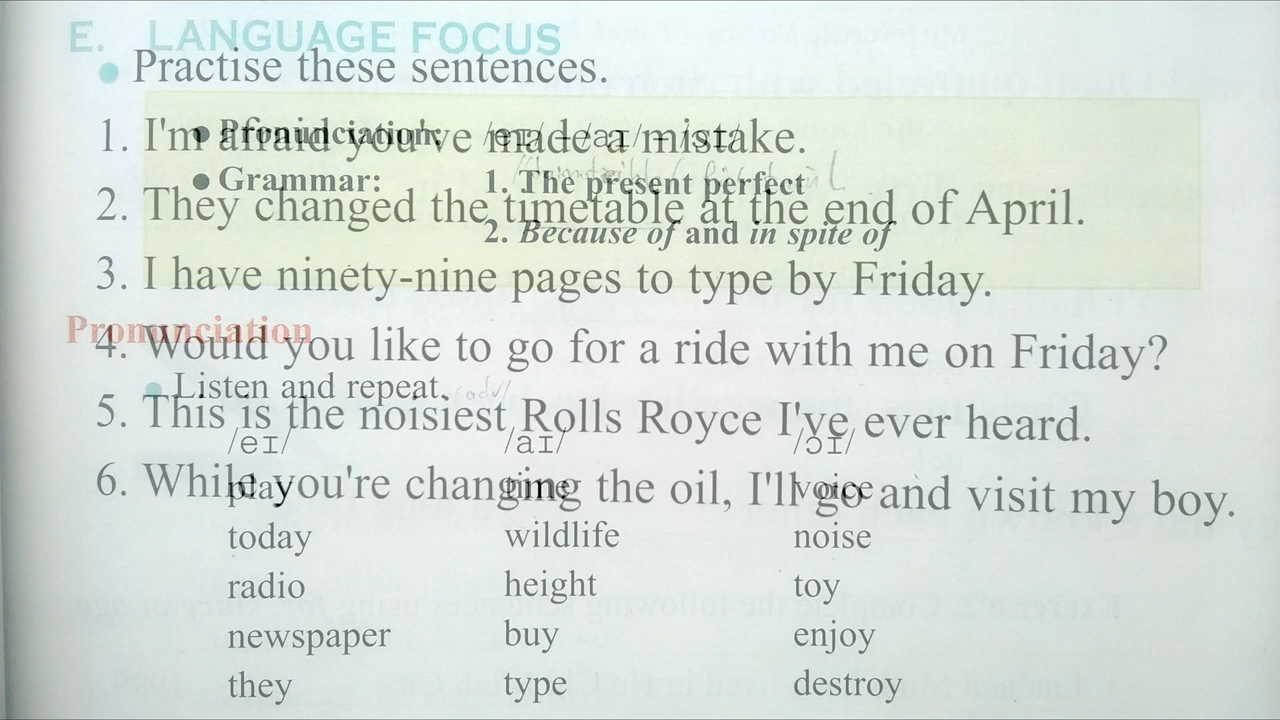 E. LANGUAGE FOCUS
• Practise these sentences.
• Pronunciation: /eɪ/ – /aɪ/ – /ɔɪ/
1. I'm afraid you've made a mistake.
• Grammar: 1. The present perfect
2. They changed the timetable at the end of April.
2. Because of and in spite of
3. I have ninety-nine pages to type by Friday.
Pronunciation
4. Would you like to go for a ride with me on Friday?
• Listen and repeat.
5. This is the noisiest Rolls Royce I've ever heard.
/eɪ/ /aɪ/ /ɔɪ/
6. While you're changing the oil, I'll go and visit my boy.
play time voice
today wildlife noise
radio height toy
newspaper buy enjoy
they type destroy